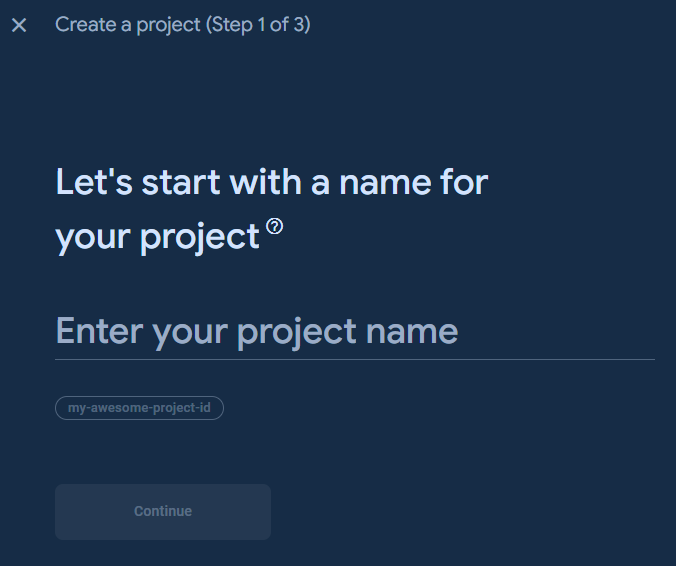 Create a project (Step 1 of 3)
Let's start with a name for
your project
Enter your project name
my-awesome-project-id
Continue